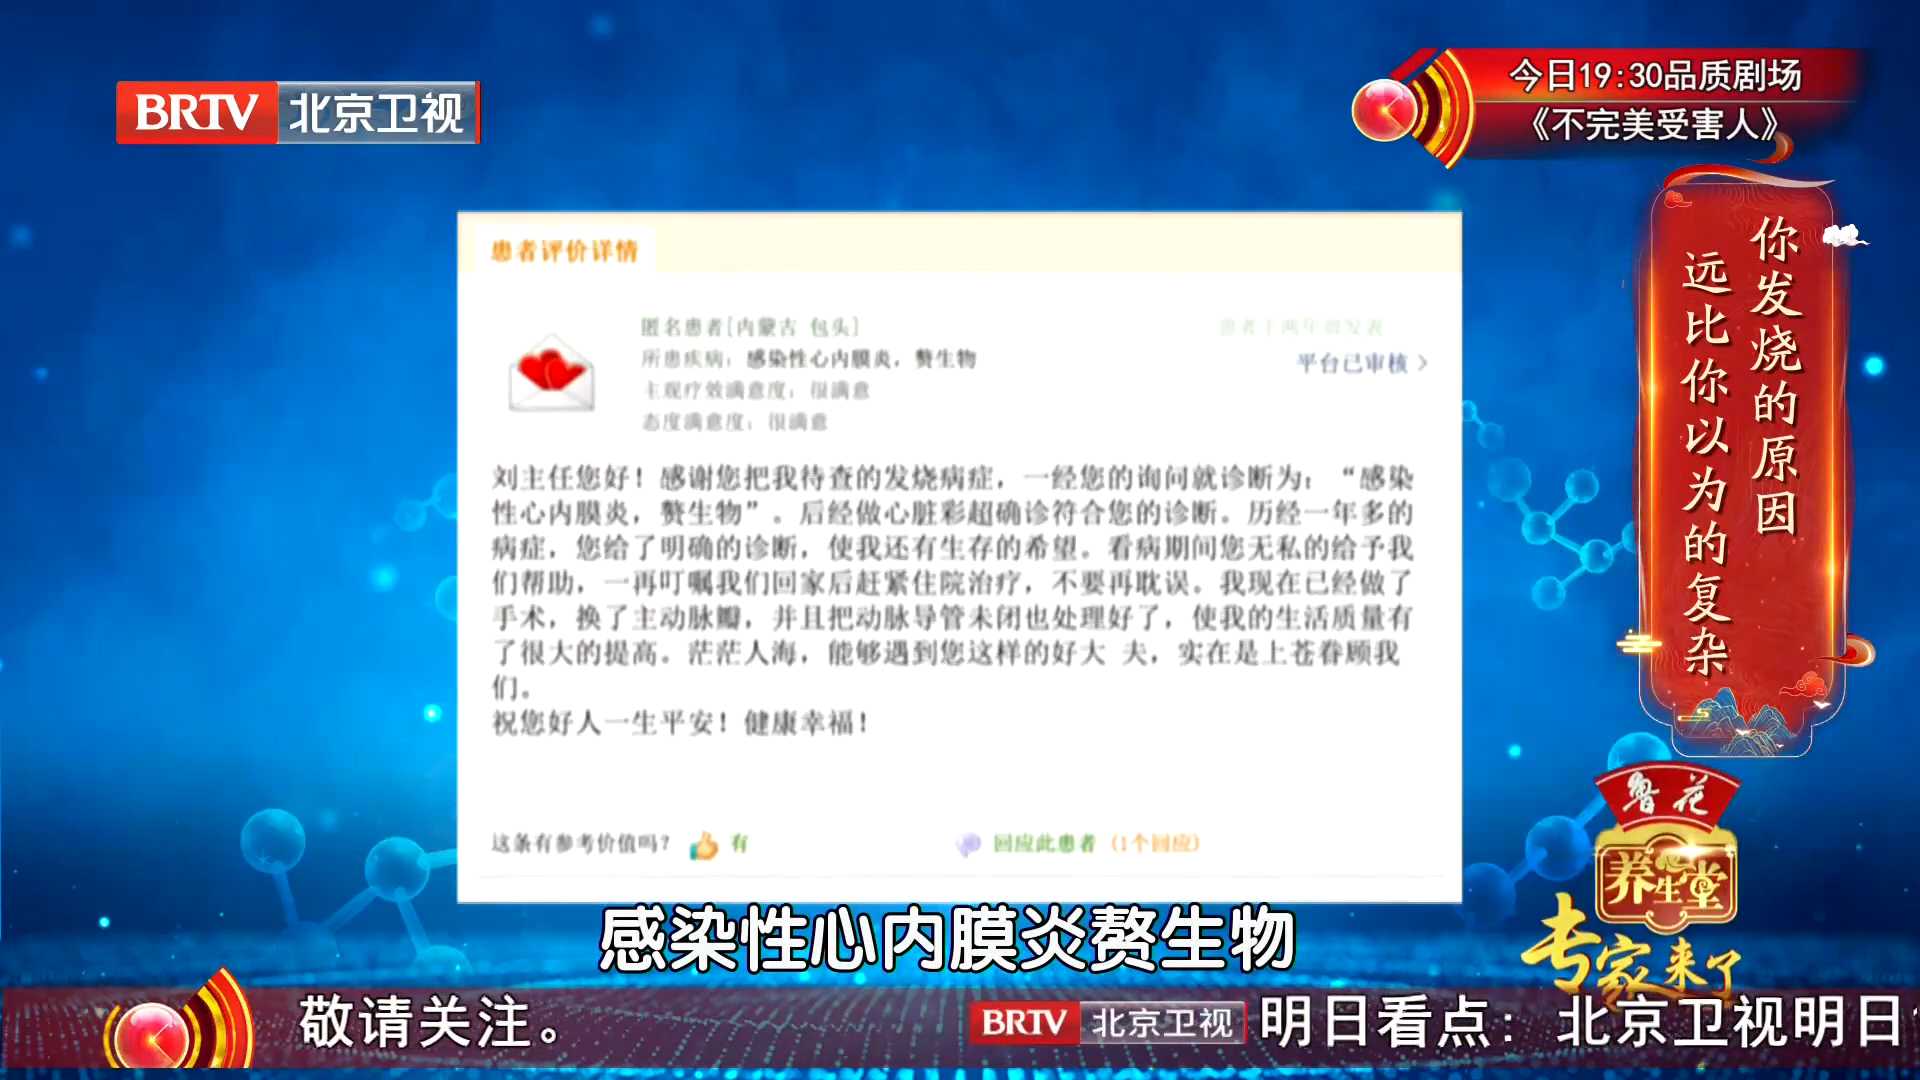 BRTV 北京卫视
今日19:30品质剧场
《不完美受害人》
你发烧的原因
远比你以为的复杂
患者评价详情
匿名患者[内蒙古 包头]
患者于两年前发表
所患疾病：感染性心内膜炎，赘生物
平台已审核 >
主观疗效满意度：很满意
态度满意度：很满意
刘主任您好！感谢您把我待查的发烧病症，一经您的询问就诊断为：“感染
性心内膜炎，赘生物”。后经做心脏彩超确诊符合您的诊断。历经一年多的
病症，您给了明确的诊断，使我还有生存的希望。看病期间您无私的给予我
们帮助，一再叮嘱我们回家后赶紧住院治疗，不要再耽误。我现在已经做了
手术，换了主动脉瓣，并且把动脉导管未闭也处理好了，使我的生活质量有
了很大的提高。茫茫人海，能够遇到您这样的好大 夫，实在是上苍眷顾我
们。
祝您好人一生平安！健康幸福！
这条有参考价值吗？ 有
回应此患者 （1个回应）
鲁花
养生堂
专家来了
感染性心内膜炎赘生物
敬请关注。
BRTV 北京卫视 明日看点：北京卫视明日